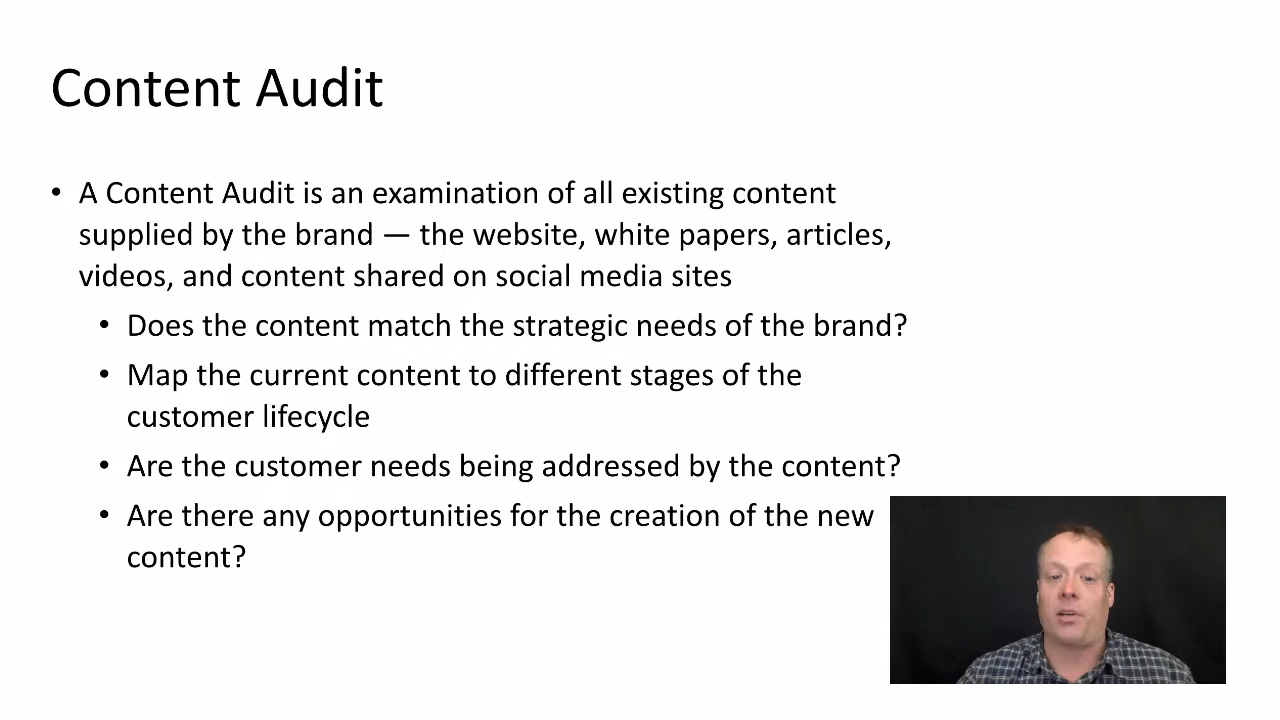 Content Audit
• A Content Audit is an examination of all existing content
supplied by the brand — the website, white papers, articles,
videos, and content shared on social media sites
• Does the content match the strategic needs of the brand?
• Map the current content to different stages of the
customer lifecycle
• Are the customer needs being addressed by the content?
• Are there any opportunities for the creation of the new
content?